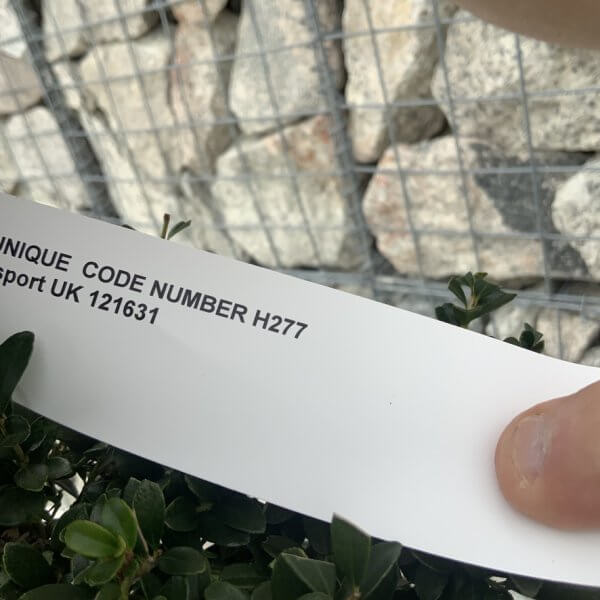 UNIQUE CODE NUMBER H277
sport UK 121631